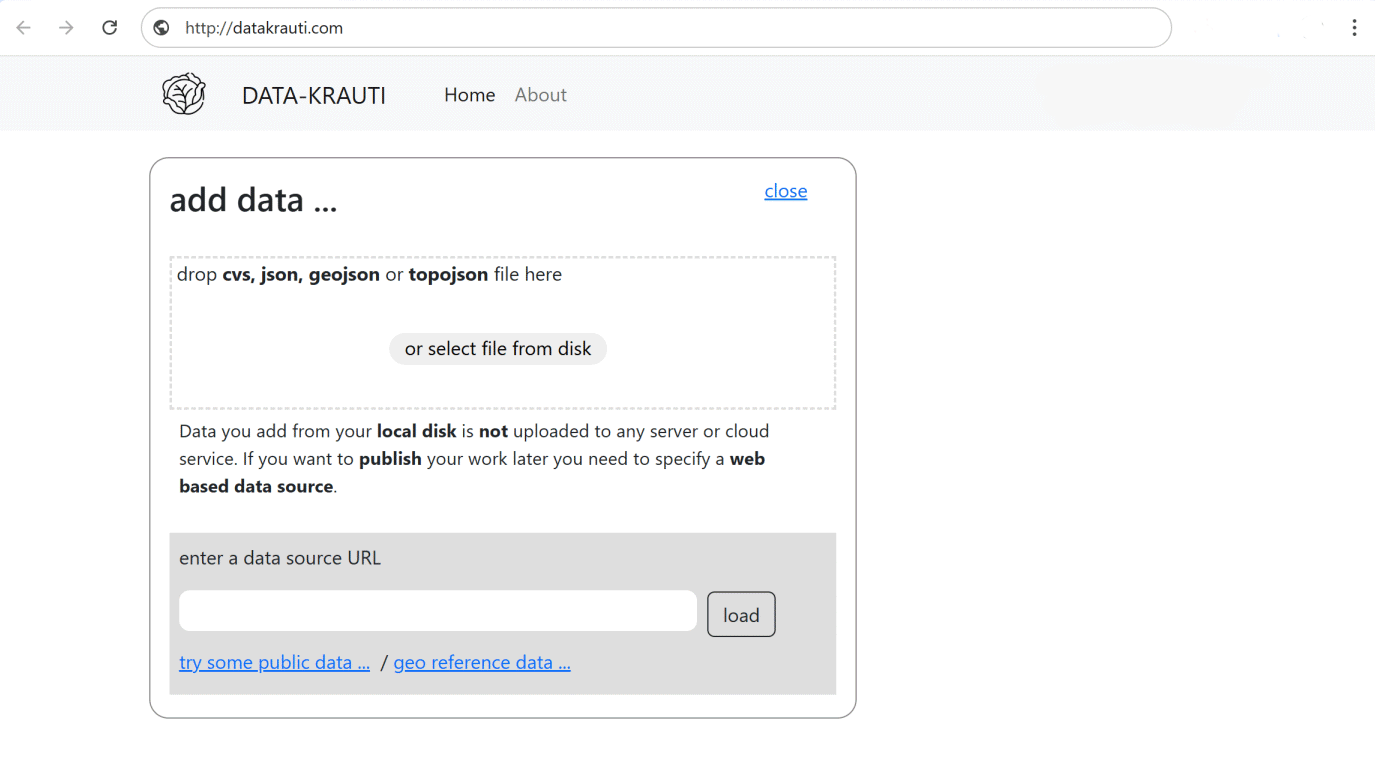 http://datakrauti.com
DATA-KRAUTI Home About
add data ...
close
drop cvs, json, geojson or topojson file here
or select file from disk
Data you add from your local disk is not uploaded to any server or cloud
service. If you want to publish your work later you need to specify a web
based data source.
enter a data source URL
load
try some public data ... / geo reference data ...